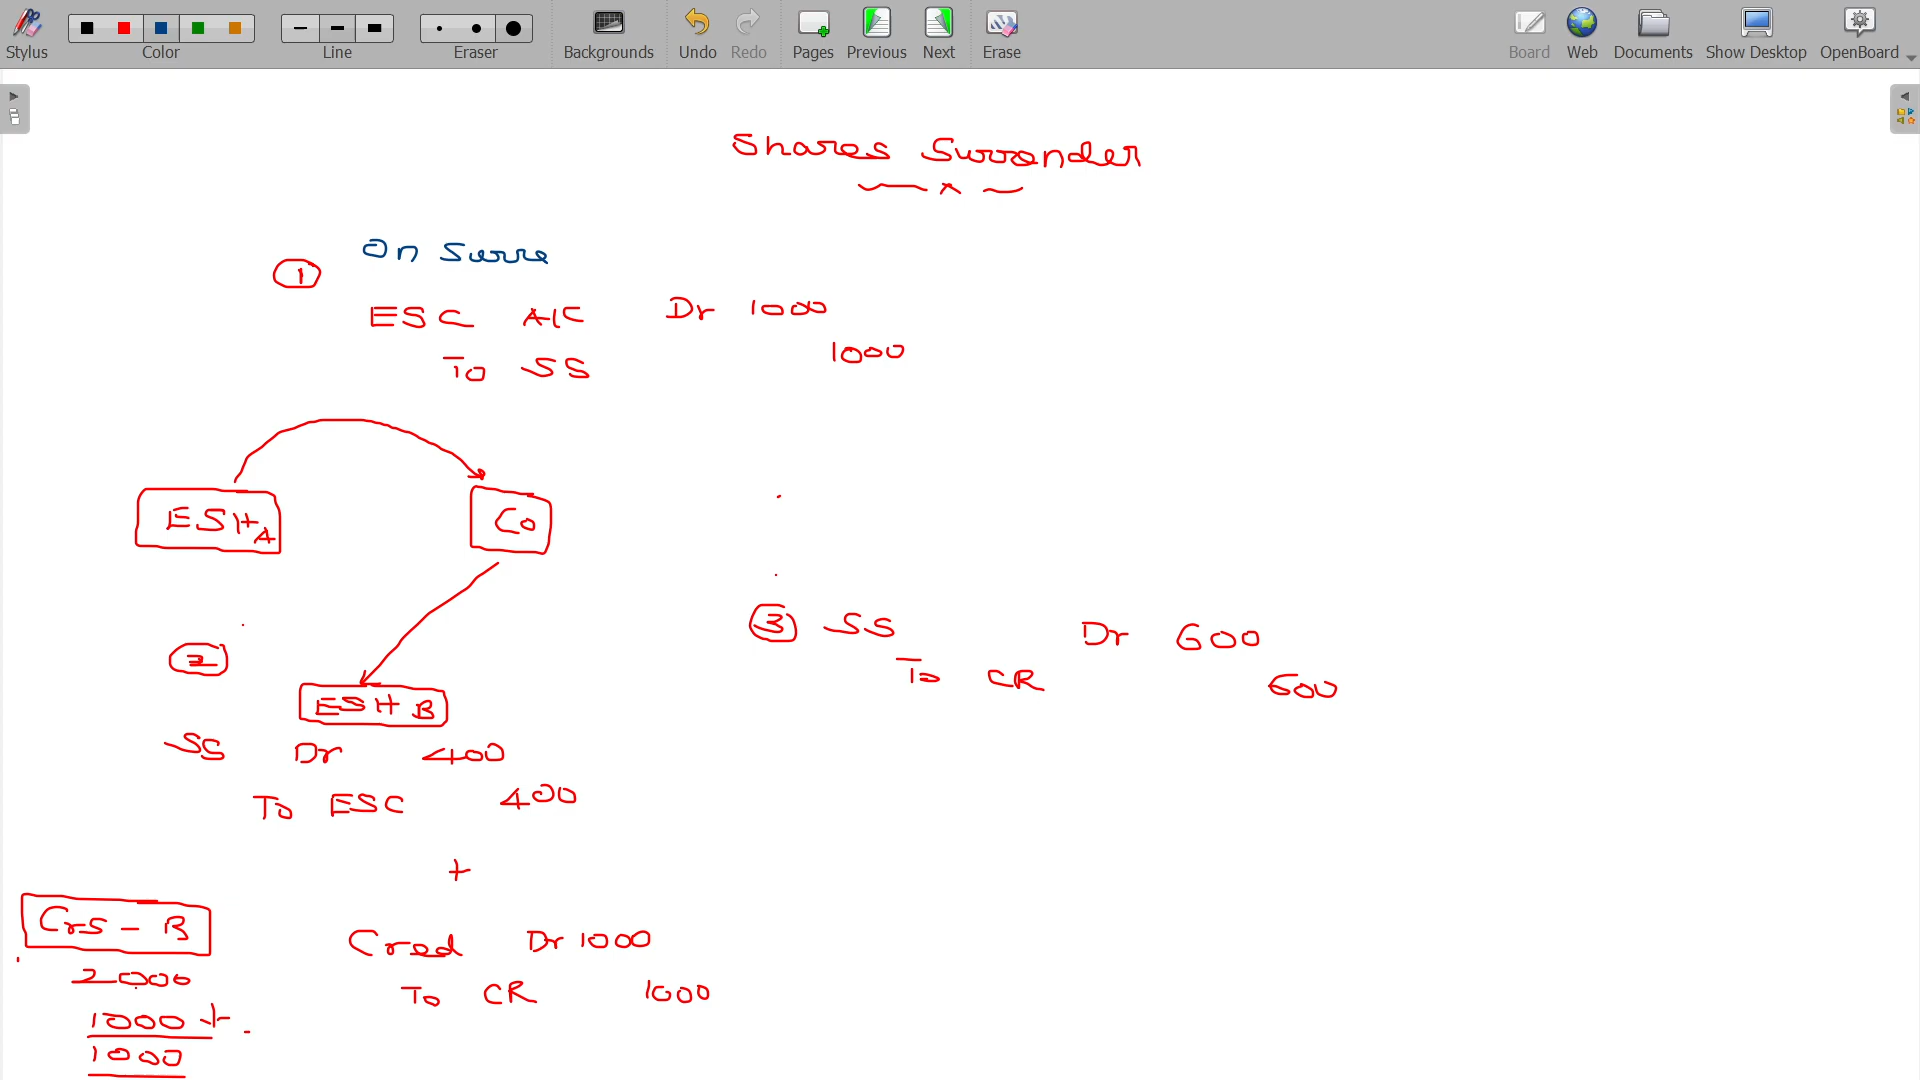 Stylus Color Line Eraser Backgrounds Undo Redo Pages Previous Next Erase Board Web Documents Show Desktop OpenBoard
Shares Surrander
On Surre
1
ESC A/C Dr 1000
To SS 1000
ESH A
Co
3 SS Dr 600
To CR 600
2
ESH B
SS Dr 400
To ESC 400
+
Crs - B
2000
1000 +
1000
Cred Dr 1000
To CR 1000